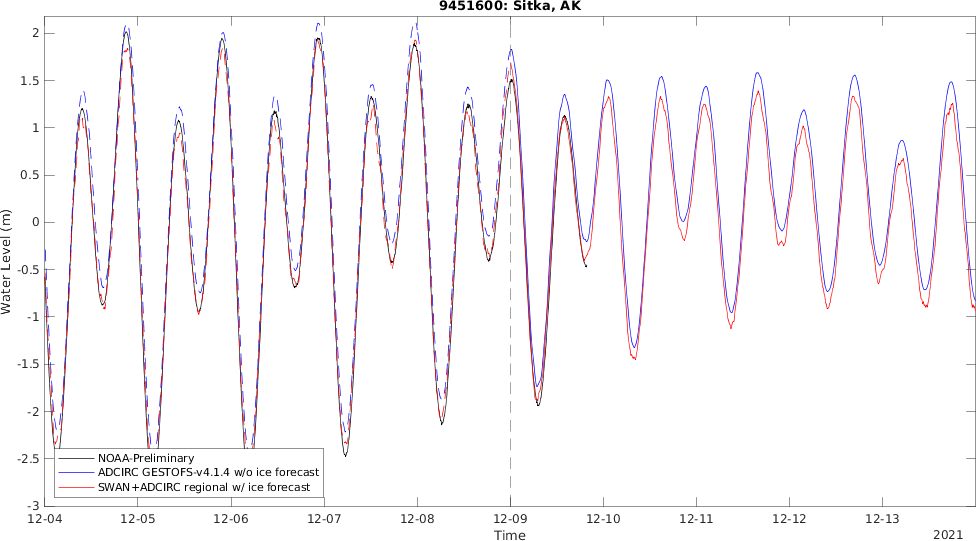 9451600: Sitka, AK
2
1.5
1
0.5
0
-0.5
-1
-1.5
-2
-2.5
-3
Water Level (m)
NOAA-Preliminary
ADCIRC GESTOFS-v4.1.4 w/o ice forecast
SWAN+ADCIRC regional w/ ice forecast
12-04 12-05 12-06 12-07 12-08 12-09 12-10 12-11 12-12 12-13
Time
2021